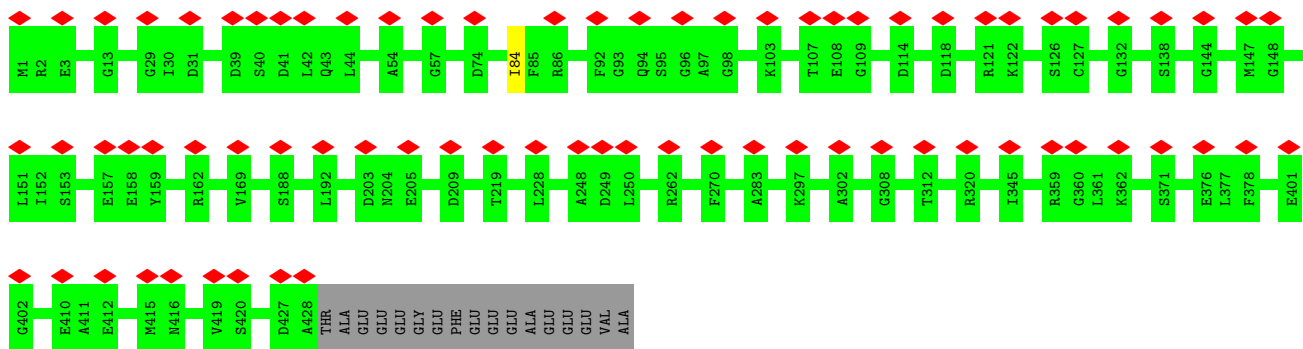 M1 R2 E3 G13 G29 I30 D31 D39 S40 D41 L42 Q43 L44 A54 G57 D74 I84 F85 R86 F92 G93 Q94 S95 G96 A97 G98 K103 T107 E108 G109 D114 D118 R121 K122 S126 C127 G132 S138 G144 M147 G148
L151 I152 S153 E157 E158 Y159 R162 V169 S188 L192 D203 N204 E205 D209 T219 L228 A248 D249 L250 R262 F270 A283 K297 A302 G308 T312 R320 I345 R359 G360 L361 K362 S371 E376 L377 F378 E401
G402 E410 A411 E412 M415 N416 V419 S420 D427 A428 THR ALA GLU GLU GLU GLY GLU PHE GLU GLU GLU ALA GLU GLU GLU VAL ALA